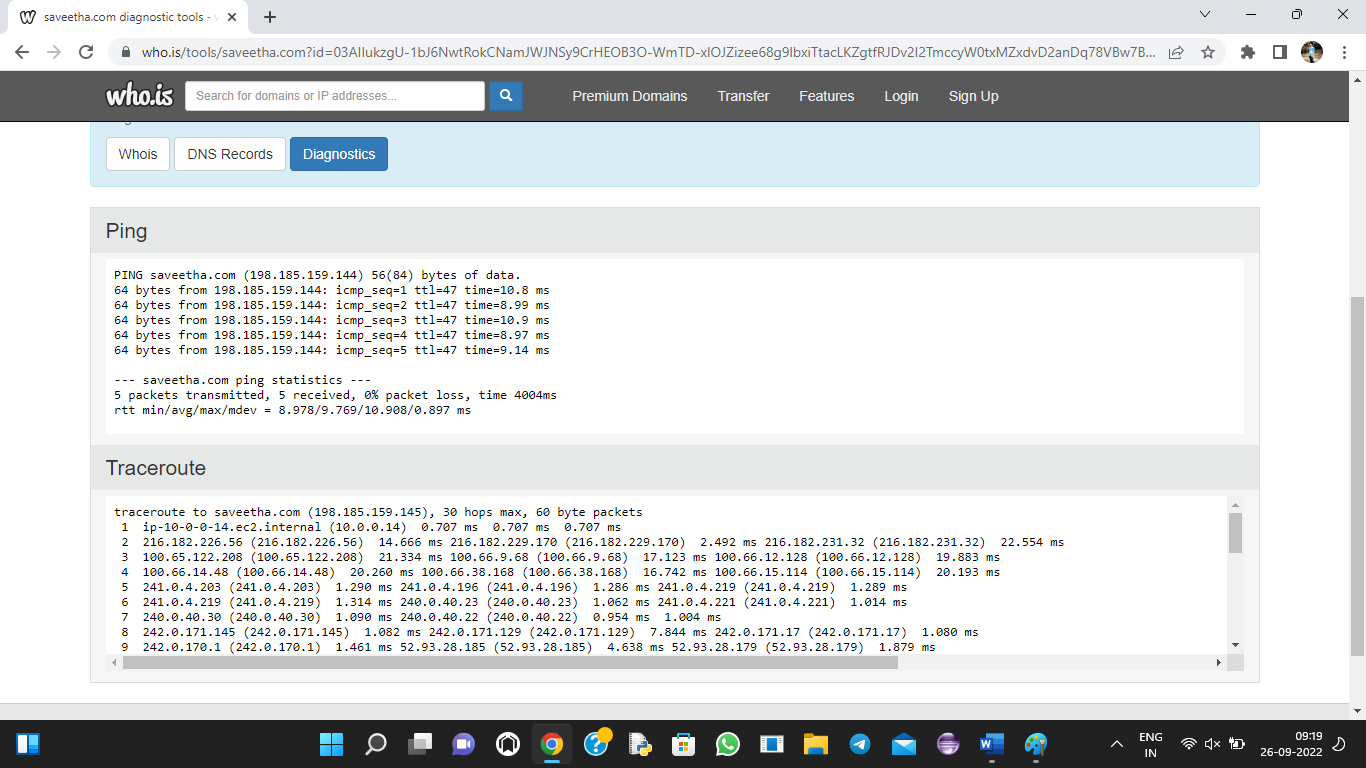 saveetha.com diagnostic tools -
who.is/tools/saveetha.com?id=03AIIukzgU-1bJ6NwtRokCNamJWJNSy9CrHEOB3O-WmTD-xlOJZizee68g9IbxiTtacLKZgtfRJDv2I2TmccyW0txMZxdvD2anDq78VBw7B...
who.is
Search for domains or IP addresses...
Premium Domains
Transfer
Features
Login
Sign Up
Whois
DNS Records
Diagnostics
Ping
PING saveetha.com (198.185.159.144) 56(84) bytes of data.
64 bytes from 198.185.159.144: icmp_seq=1 ttl=47 time=10.8 ms
64 bytes from 198.185.159.144: icmp_seq=2 ttl=47 time=8.99 ms
64 bytes from 198.185.159.144: icmp_seq=3 ttl=47 time=10.9 ms
64 bytes from 198.185.159.144: icmp_seq=4 ttl=47 time=8.97 ms
64 bytes from 198.185.159.144: icmp_seq=5 ttl=47 time=9.14 ms
--- saveetha.com ping statistics ---
5 packets transmitted, 5 received, 0% packet loss, time 4004ms
rtt min/avg/max/mdev = 8.978/9.769/10.908/0.897 ms
Traceroute
traceroute to saveetha.com (198.185.159.145), 30 hops max, 60 byte packets
1  ip-10-0-0-14.ec2.internal (10.0.0.14)  0.707 ms  0.707 ms  0.707 ms
2  216.182.226.56 (216.182.226.56)  14.666 ms 216.182.229.170 (216.182.229.170)  2.492 ms 216.182.231.32 (216.182.231.32)  22.554 ms
3  100.65.122.208 (100.65.122.208)  21.334 ms 100.66.9.68 (100.66.9.68)  17.123 ms 100.66.12.128 (100.66.12.128)  19.883 ms
4  100.66.14.48 (100.66.14.48)  20.260 ms 100.66.38.168 (100.66.38.168)  16.742 ms 100.66.15.114 (100.66.15.114)  20.193 ms
5  241.0.4.203 (241.0.4.203)  1.290 ms 241.0.4.196 (241.0.4.196)  1.286 ms 241.0.4.219 (241.0.4.219)  1.289 ms
6  241.0.4.219 (241.0.4.219)  1.314 ms 240.0.40.23 (240.0.40.23)  1.062 ms 241.0.4.221 (241.0.4.221)  1.014 ms
7  240.0.40.30 (240.0.40.30)  1.090 ms 240.0.40.22 (240.0.40.22)  0.954 ms  1.004 ms
8  242.0.171.145 (242.0.171.145)  1.082 ms 242.0.171.129 (242.0.171.129)  7.844 ms 242.0.171.17 (242.0.171.17)  1.080 ms
9  242.0.170.1 (242.0.170.1)  1.461 ms 52.93.28.185 (52.93.28.185)  4.638 ms 52.93.28.179 (52.93.28.179)  1.879 ms
ENG
IN
09:19
26-09-2022